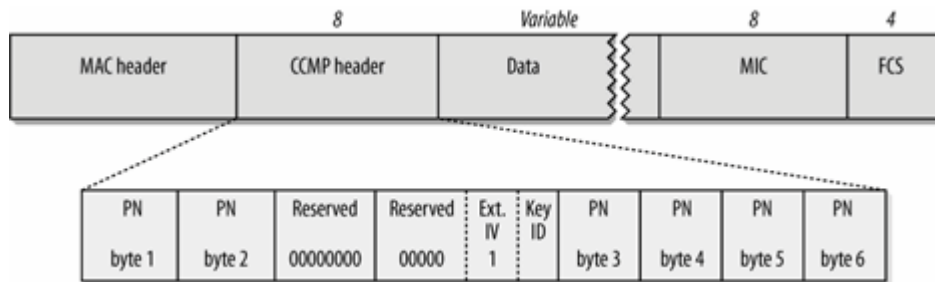 8 Variable 8 4
MAC header CCMP header Data MIC FCS
PN PN Reserved Reserved Ext. IV Key ID PN PN PN PN
byte 1 byte 2 00000000 00000 1 byte 3 byte 4 byte 5 byte 6